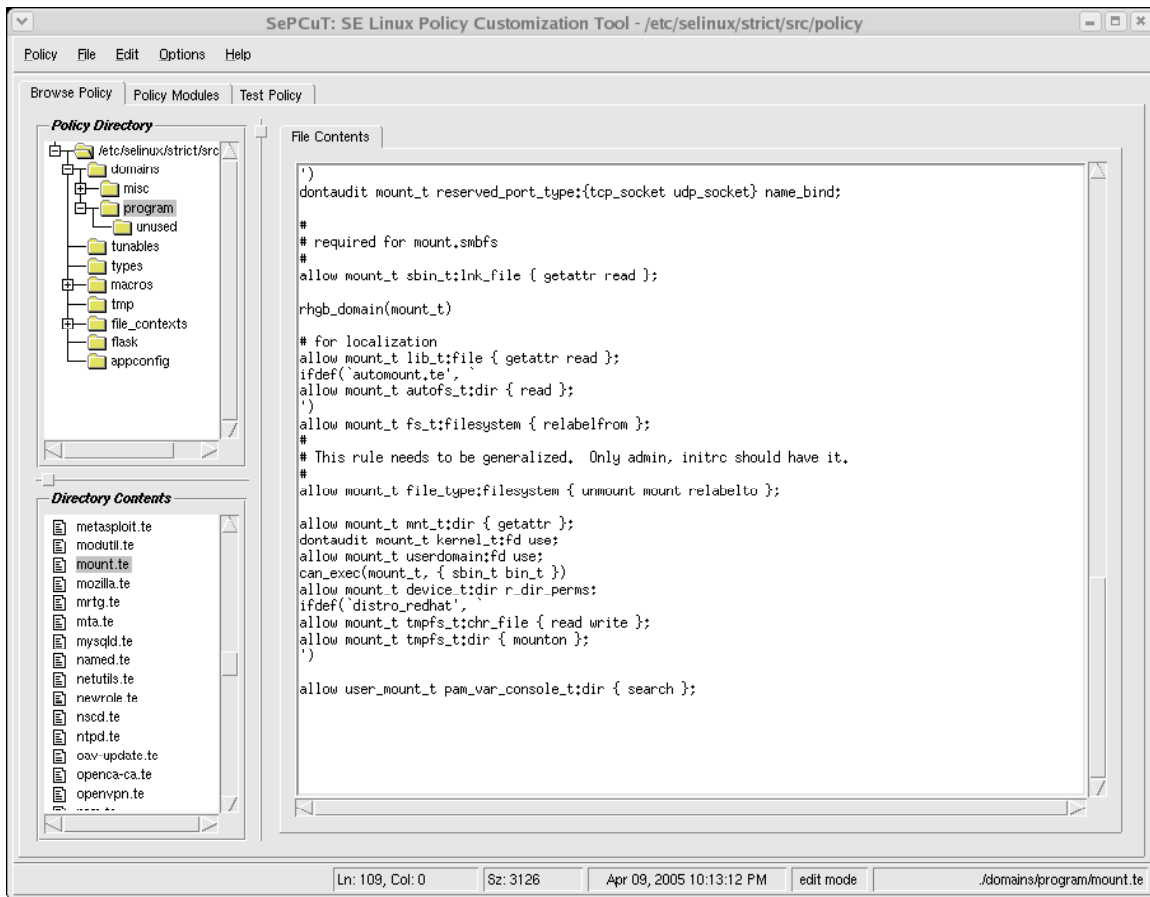 SePCuT: SE Linux Policy Customization Tool - /etc/selinux/strict/src/policy
Policy File Edit Options Help
Browse Policy Policy Modules Test Policy
Policy Directory
/etc/selinux/strict/src
domains
misc
program
unused
tunables
types
macros
tmp
file_contexts
flask
appconfig
Directory Contents
metasploit.te
modutil.te
mount.te
mozilla.te
mrtg.te
mta.te
mysqld.te
named.te
netutils.te
newrole.te
nscd.te
ntpd.te
oav-update.te
openca-ca.te
openvpn.te
File Contents
')
dontaudit mount_t reserved_port_type:{tcp_socket udp_socket} name_bind;
#
# required for mount.smbfs
#
allow mount_t sbin_t:lnk_file { getattr read };
rhgb_domain(mount_t)
# for localization
allow mount_t lib_t:file { getattr read };
ifdef(`automount.te', `
allow mount_t autofs_t:dir { read };
')
allow mount_t fs_t:filesystem { relabelfrom };
#
# This rule needs to be generalized.  Only admin, initrc should have it.
#
allow mount_t file_type:filesystem { unmount mount relabelto };
allow mount_t mnt_t:dir { getattr };
dontaudit mount_t kernel_t:fd use;
allow mount_t userdomain:fd use;
can_exec(mount_t, { sbin_t bin_t })
allow mount_t device_t:dir r_dir_perms;
ifdef(`distro_redhat', `
allow mount_t tmpfs_t:chr_file { read write };
allow mount_t tmpfs_t:dir { mounton };
')
allow user_mount_t pam_var_console_t:dir { search };
Ln: 109, Col: 0 Sz: 3126 Apr 09, 2005 10:13:12 PM edit mode ./domains/program/mount.te